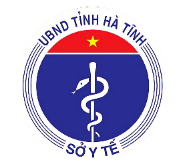 UBND TỈNH HÀ TĨNH
SỞ Y TẾ